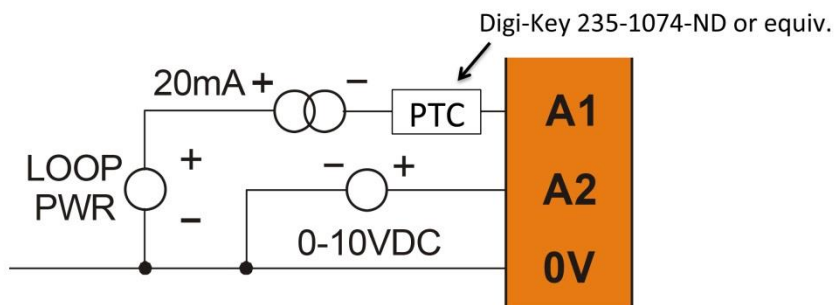 Digi-Key 235-1074-ND or equiv.
20mA + −
PTC
A1
LOOP
PWR
+
−
− +
A2
0-10VDC
0V